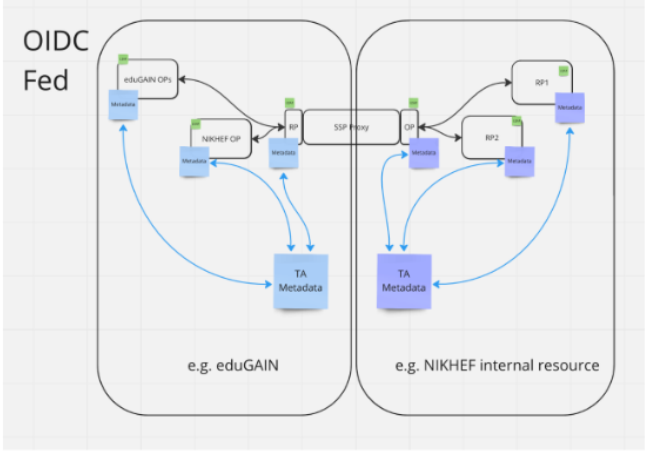 OIDC
Fed
eduGAIN OPs
Metadata
NIKHEF OP
Metadata
RP
Metadata
SSP Proxy
OP
Metadata
RP1
Metadata
RP2
Metadata
TA
Metadata
TA
Metadata
e.g. eduGAIN
e.g. NIKHEF internal resource